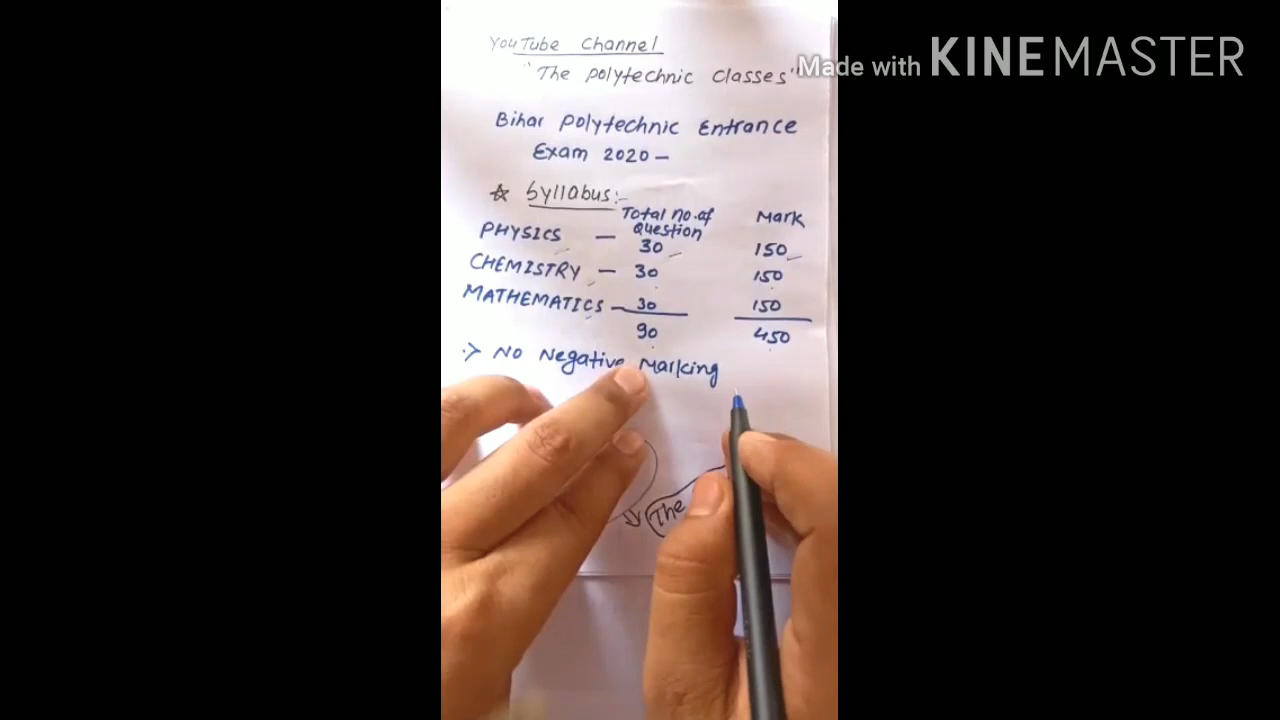 YouTube Channel
"The Polytechnic Classes"
Made with KINEMASTER
Bihar Polytechnic Entrance
Exam 2020 –
☆ Syllabus:-
Total no. of Question Mark
PHYSICS – 30 150
CHEMISTRY – 30 150
MATHEMATICS – 30 150
90 450
:> No Negative Marking
The